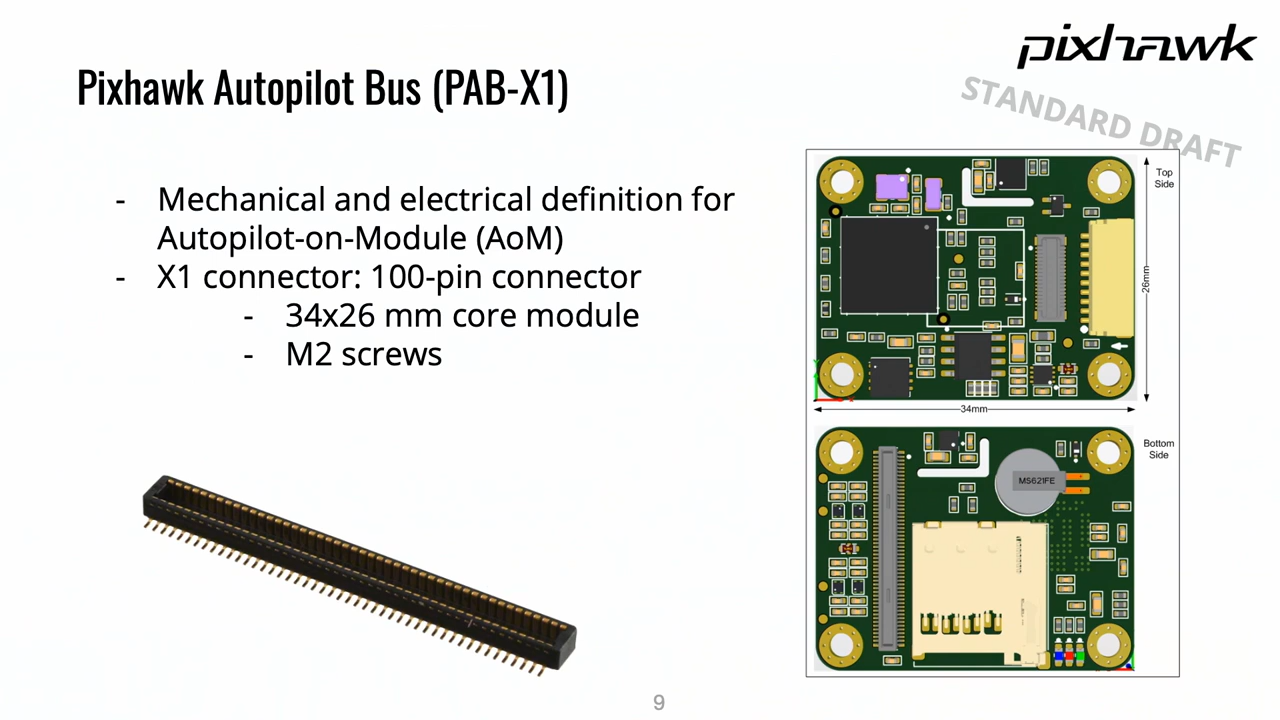 pixhawk
STANDARD DRAFT
Pixhawk Autopilot Bus (PAB-X1)
- Mechanical and electrical definition for
Autopilot-on-Module (AoM)
- X1 connector: 100-pin connector
- 34x26 mm core module
- M2 screws
Top
Side
26mm
34mm
Bottom
Side
MS621FE
9